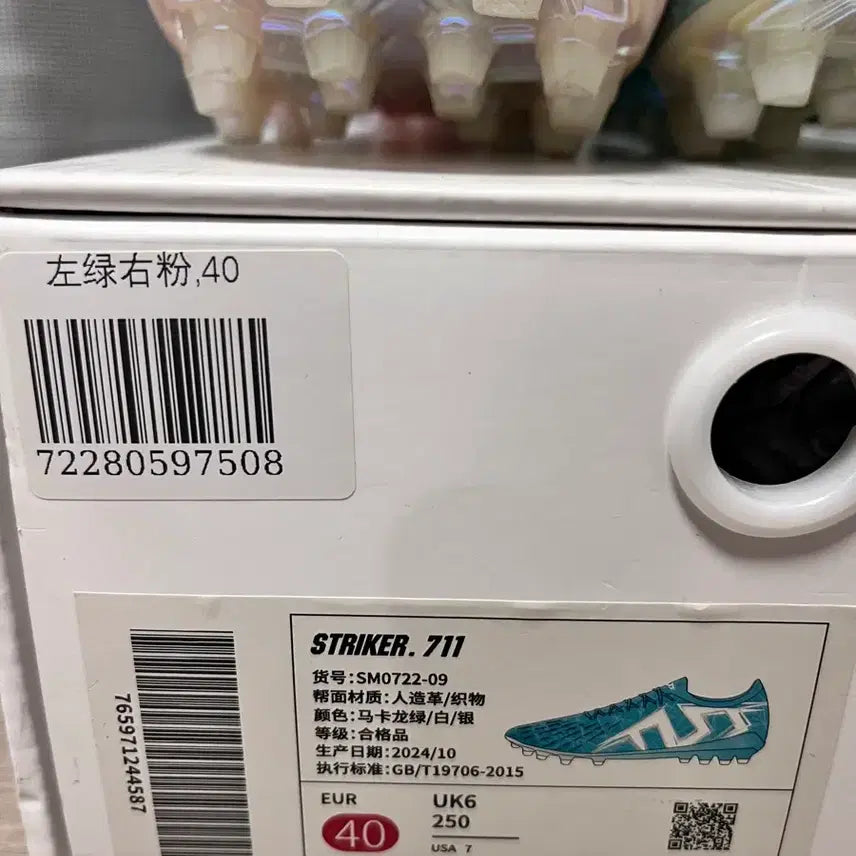 左绿右粉,40
72280597508
765971244587
STRIKER. 711
货号:SM0722-09
帮面材质:人造革/织物
颜色:马卡龙绿/白/银
等级:合格品
生产日期:2024/10
执行标准:GB/T19706-2015
EUR
40
UK6
250
USA 7